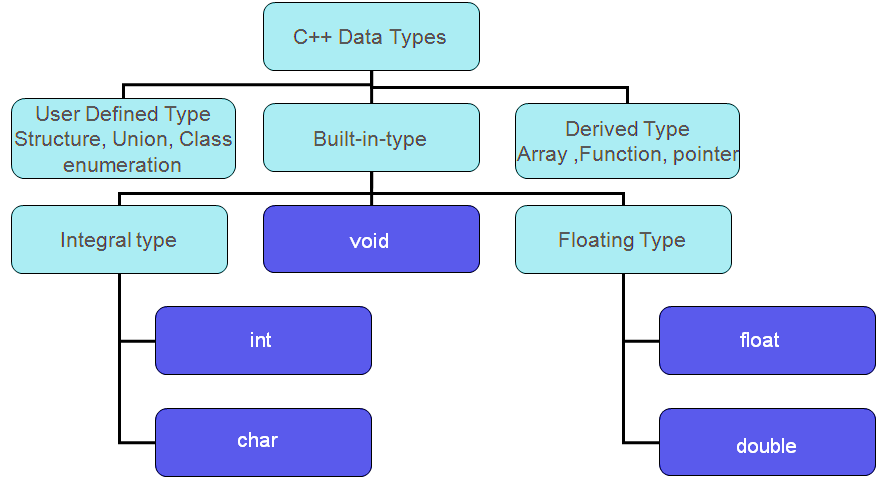 C++ Data Types
User Defined Type
Structure, Union, Class
enumeration
Built-in-type
Derived Type
Array ,Function, pointer
Integral type
void
Floating Type
int
float
char
double